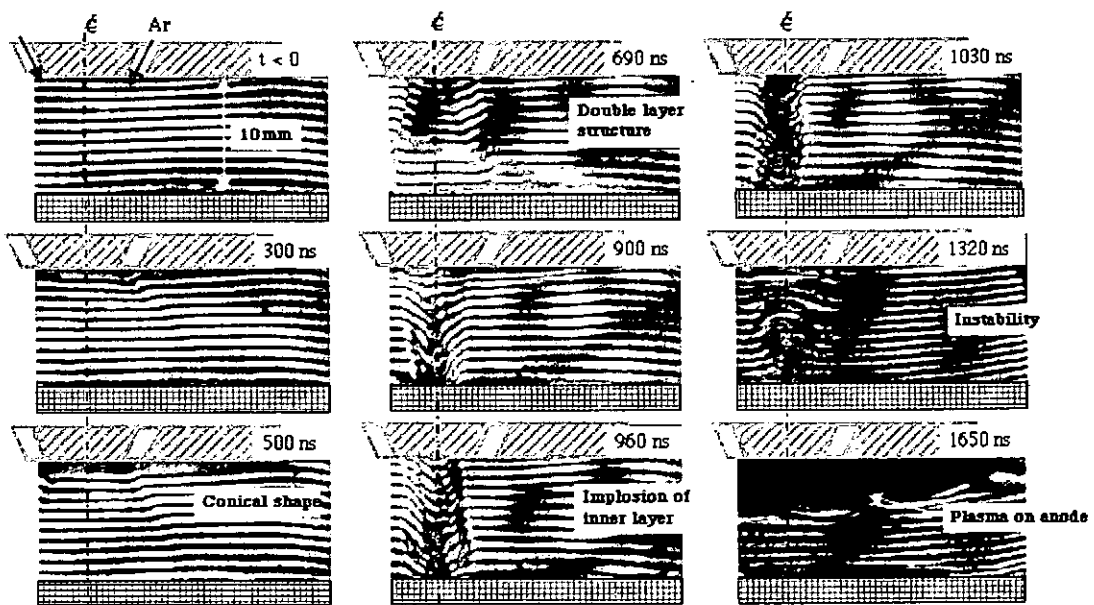 ₵
Ar
t < 0
10mm
300 ns
500 ns
Conical shape
₵
690 ns
Double layer
structure
900 ns
960 ns
Implosion of
inner layer
₵
1030 ns
1320 ns
Instability
1650 ns
Plasma on anode